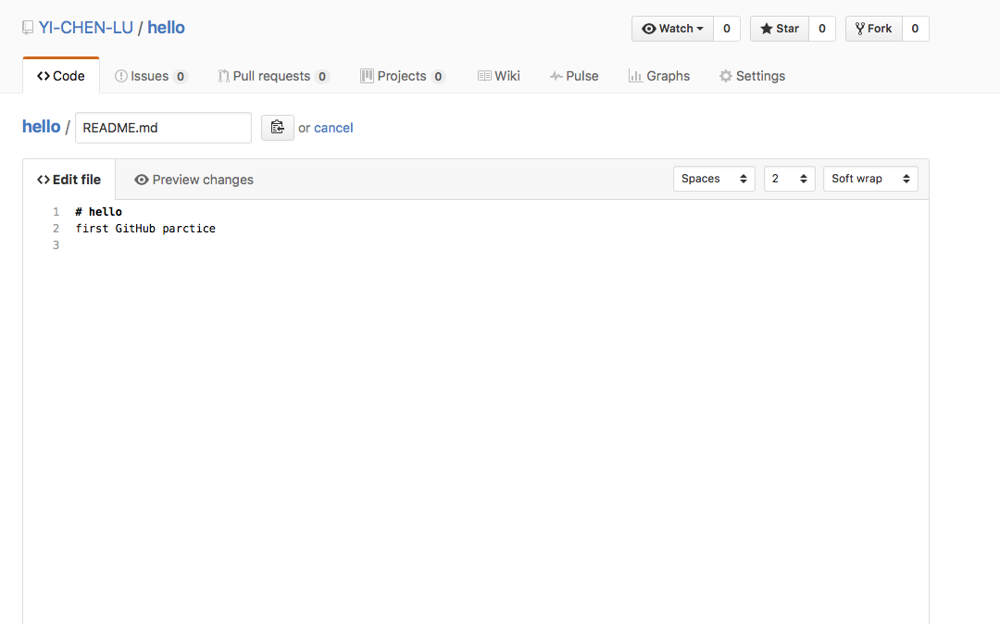 YI-CHEN-LU / hello
Watch 0 Star 0 Fork 0
Code Issues 0 Pull requests 0 Projects 0 Wiki Pulse Graphs Settings
hello / README.md or cancel
Edit file Preview changes Spaces 2 Soft wrap
1 # hello
2 first GitHub parctice
3